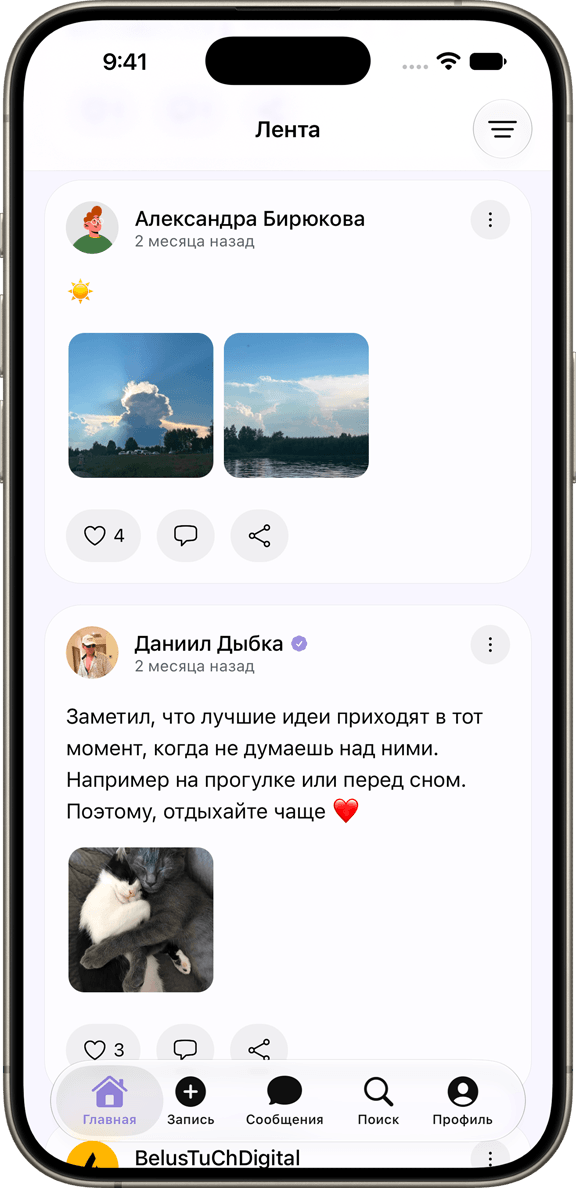 9:41
Лента
Александра Бирюкова
2 месяца назад
4
Даниил Дыбка
2 месяца назад
Заметил, что лучшие идеи приходят в тот
момент, когда не думаешь над ними.
Например на прогулке или перед сном.
Поэтому, отдыхайте чаще ❤️
3
Главная Запись Сообщения Поиск Профиль
BelusTuChDigital